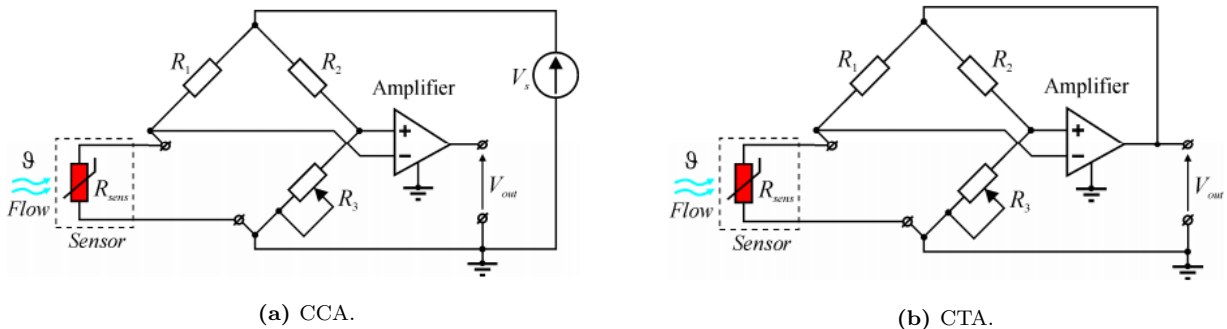 R1
R2
Amplifier
Vs
+
−
ϑ
Flow
Rsens
Sensor
R3
Vout
(a) CCA.
R1
R2
Amplifier
+
−
ϑ
Flow
Rsens
Sensor
R3
Vout
(b) CTA.